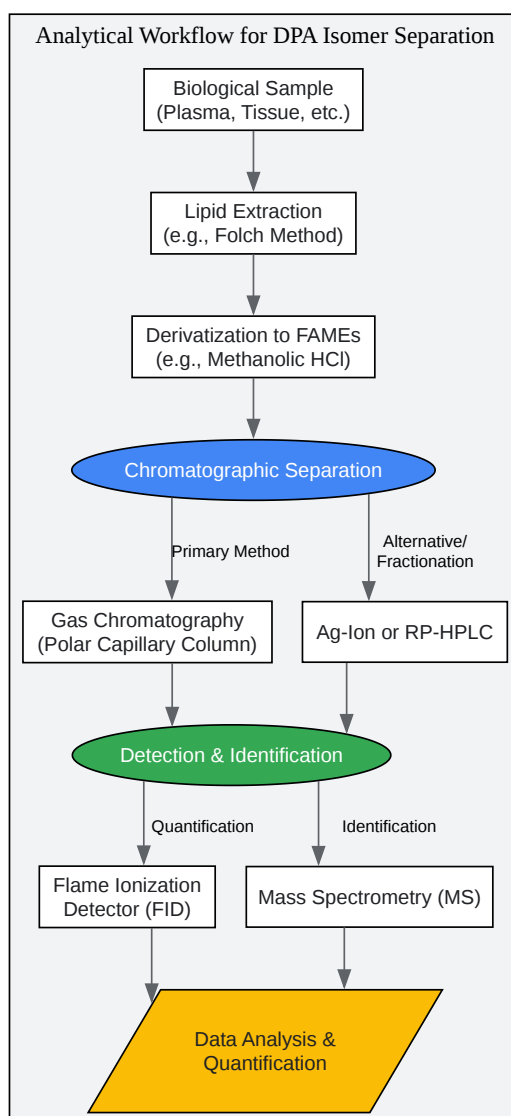 Analytical Workflow for DPA Isomer Separation
Biological Sample
(Plasma, Tissue, etc.)
Lipid Extraction
(e.g., Folch Method)
Derivatization to FAMEs
(e.g., Methanolic HCl)
Chromatographic Separation
Primary Method
Alternative/
Fractionation
Gas Chromatography
(Polar Capillary Column)
Ag-Ion or RP-HPLC
Detection & Identification
Quantification
Identification
Flame Ionization
Detector (FID)
Mass Spectrometry (MS)
Data Analysis &
Quantification